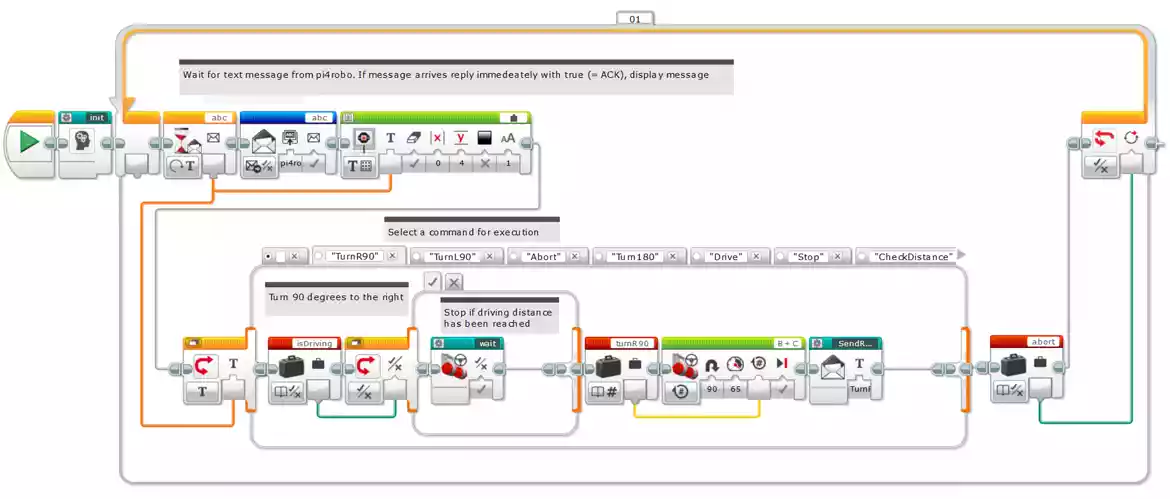 01
Wait for text message from pi4robo. If message arrives reply immedeately with true (= ACK), display message
init
abc
abc
T
pi4ro
T
T
0
4
1
AA
x
y
Select a command for execution
"TurnR90"
"TurnL90"
"Abort"
"Turn180"
"Drive"
"Stop"
"CheckDistance"
Turn 90 degrees to the right
Stop if driving distance
has been reached
T
T
isDriving
wait
turnR90
#
B + C
90
65
SendR...
T
TurnR
abort